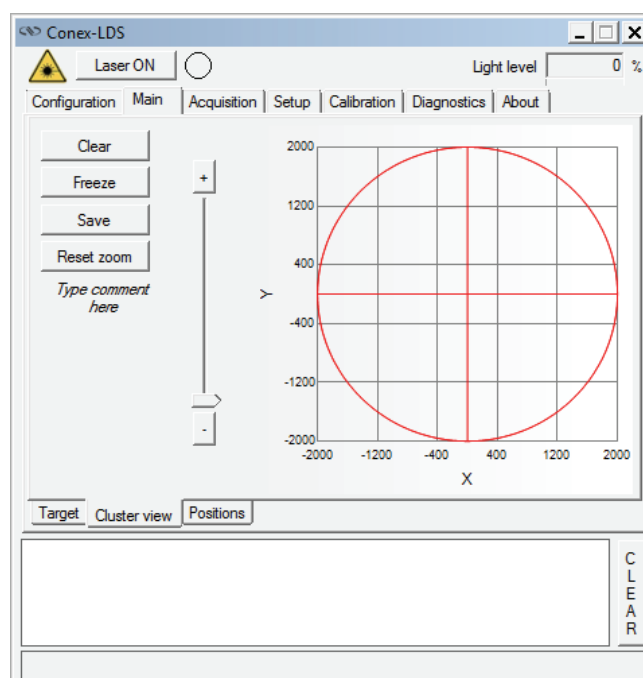 Conex-LDS
Laser ON
Light level 0 %
Configuration Main Acquisition Setup Calibration Diagnostics About
Clear
Freeze
Save
Reset zoom
Type comment
here
+
-
2000
1200
400
-400
-1200
-2000
Y
-2000 -1200 -400 400 1200 2000
X
Target Cluster view Positions
C
L
E
A
R